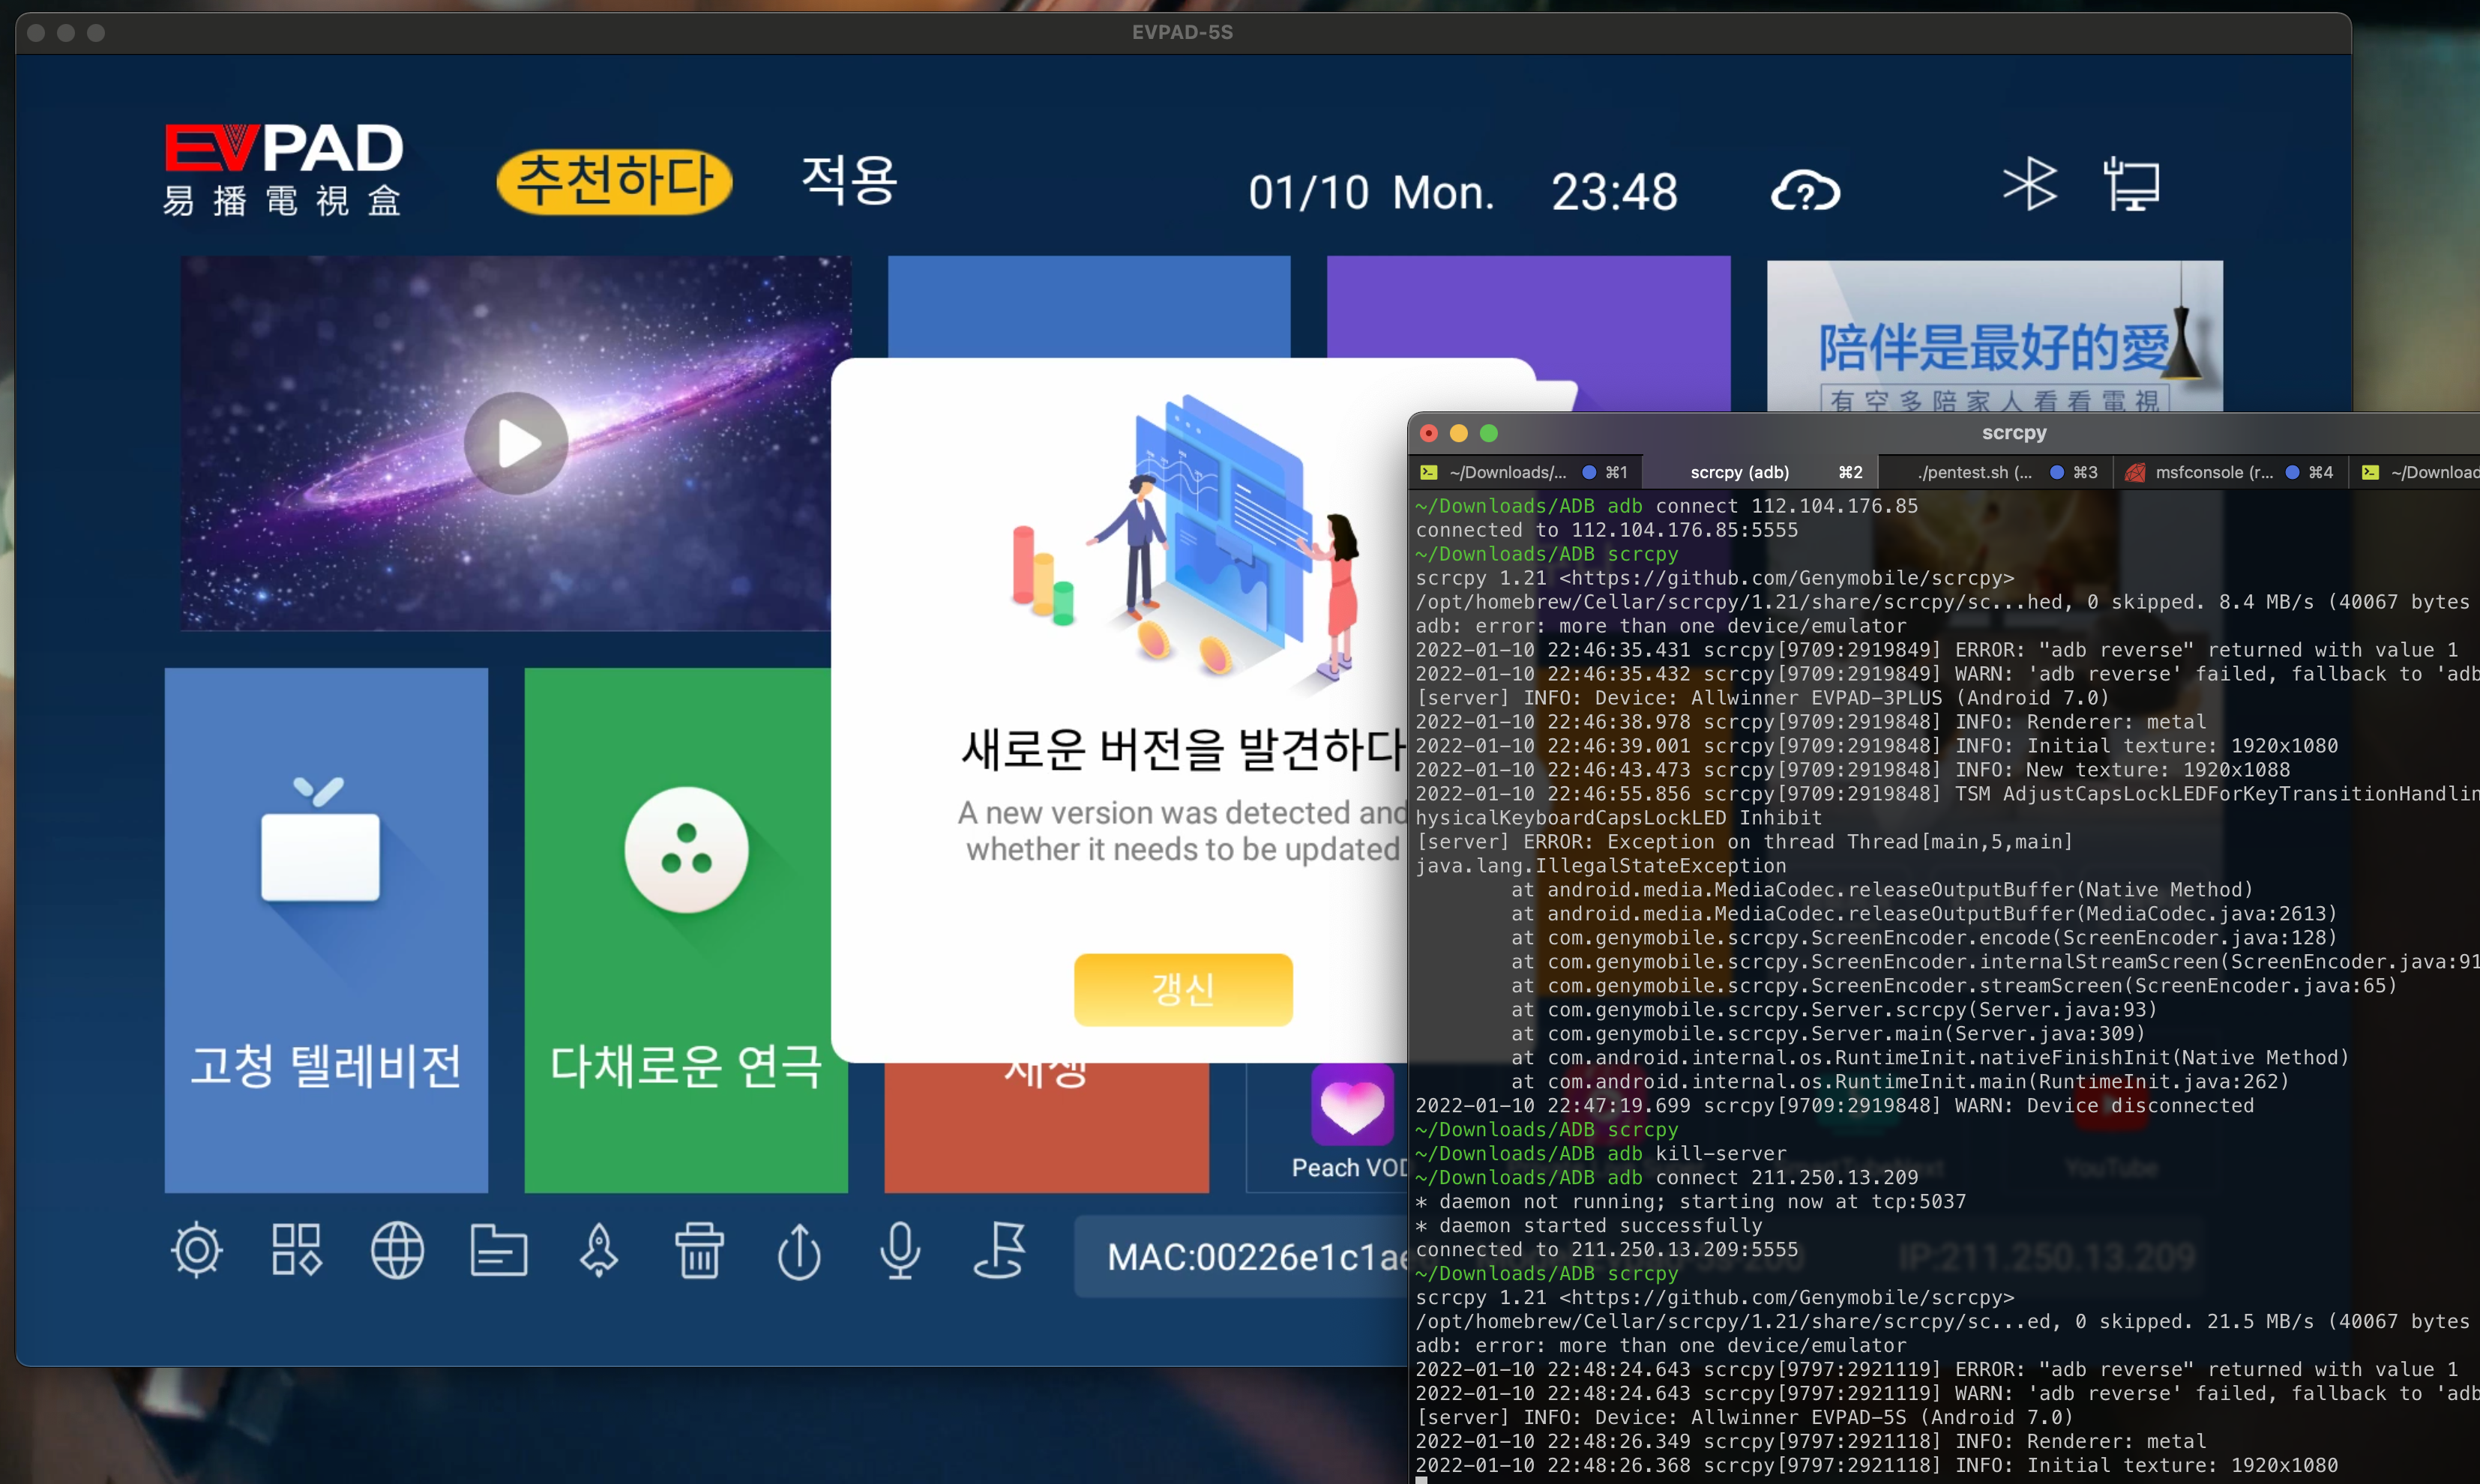 EVPAD-5S
EVPAD
易播電視盒
추천하다
적용
01/10 Mon.
23:48
陪伴是最好的愛
有空多陪家人看看電視
새로운 버전을 발견하다
A new version was detected and
whether it needs to be updated
갱신
고청 텔레비전
다채로운 연극
재생
Peach VOD
MAC:00226e1c1ae
IP:211.250.13.209
YouTube
scrcpy
~/Downloads/... ⌘1
scrcpy (adb) ⌘2
./pentest.sh (... ⌘3
msfconsole (r... ⌘4
~/Download
~/Downloads/ADB adb connect 112.104.176.85
connected to 112.104.176.85:5555
~/Downloads/ADB scrcpy
scrcpy 1.21 <https://github.com/Genymobile/scrcpy>
/opt/homebrew/Cellar/scrcpy/1.21/share/scrcpy/sc...hed, 0 skipped. 8.4 MB/s (40067 bytes
adb: error: more than one device/emulator
2022-01-10 22:46:35.431 scrcpy[9709:2919849] ERROR: "adb reverse" returned with value 1
2022-01-10 22:46:35.432 scrcpy[9709:2919849] WARN: 'adb reverse' failed, fallback to 'adb
[server] INFO: Device: Allwinner EVPAD-3PLUS (Android 7.0)
2022-01-10 22:46:38.978 scrcpy[9709:2919848] INFO: Renderer: metal
2022-01-10 22:46:39.001 scrcpy[9709:2919848] INFO: Initial texture: 1920x1080
2022-01-10 22:46:43.473 scrcpy[9709:2919848] INFO: New texture: 1920x1088
2022-01-10 22:46:55.856 scrcpy[9709:2919848] TSM AdjustCapsLockLEDForKeyTransitionHandlin
hysicalKeyboardCapsLockLED Inhibit
[server] ERROR: Exception on thread Thread[main,5,main]
java.lang.IllegalStateException
at android.media.MediaCodec.releaseOutputBuffer(Native Method)
at android.media.MediaCodec.releaseOutputBuffer(MediaCodec.java:2613)
at com.genymobile.scrcpy.ScreenEncoder.encode(ScreenEncoder.java:128)
at com.genymobile.scrcpy.ScreenEncoder.internalStreamScreen(ScreenEncoder.java:91
at com.genymobile.scrcpy.ScreenEncoder.streamScreen(ScreenEncoder.java:65)
at com.genymobile.scrcpy.Server.scrcpy(Server.java:93)
at com.genymobile.scrcpy.Server.main(Server.java:309)
at com.android.internal.os.RuntimeInit.nativeFinishInit(Native Method)
at com.android.internal.os.RuntimeInit.main(RuntimeInit.java:262)
2022-01-10 22:47:19.699 scrcpy[9709:2919848] WARN: Device disconnected
~/Downloads/ADB scrcpy
~/Downloads/ADB adb kill-server
~/Downloads/ADB adb connect 211.250.13.209
* daemon not running; starting now at tcp:5037
* daemon started successfully
connected to 211.250.13.209:5555
~/Downloads/ADB scrcpy
scrcpy 1.21 <https://github.com/Genymobile/scrcpy>
/opt/homebrew/Cellar/scrcpy/1.21/share/scrcpy/sc...ed, 0 skipped. 21.5 MB/s (40067 bytes
adb: error: more than one device/emulator
2022-01-10 22:48:24.643 scrcpy[9797:2921119] ERROR: "adb reverse" returned with value 1
2022-01-10 22:48:24.643 scrcpy[9797:2921119] WARN: 'adb reverse' failed, fallback to 'adb
[server] INFO: Device: Allwinner EVPAD-5S (Android 7.0)
2022-01-10 22:48:26.349 scrcpy[9797:2921118] INFO: Renderer: metal
2022-01-10 22:48:26.368 scrcpy[9797:2921118] INFO: Initial texture: 1920x1080